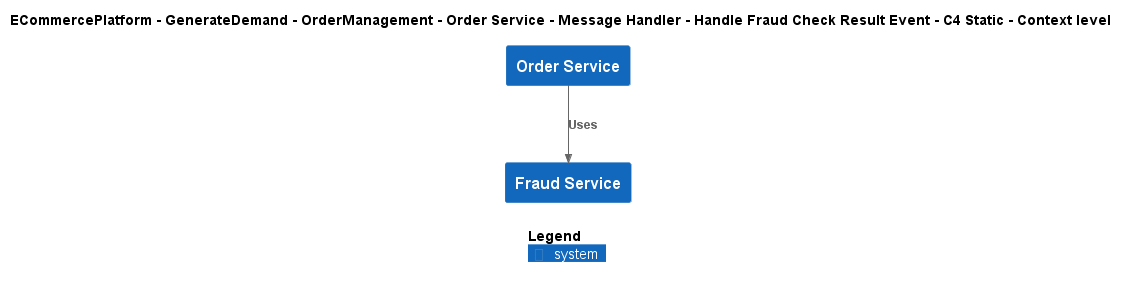 ECommercePlatform - GenerateDemand - OrderManagement - Order Service - Message Handler - Handle Fraud Check Result Event - C4 Static - Context level
Order Service
Uses
Fraud Service
Legend
system